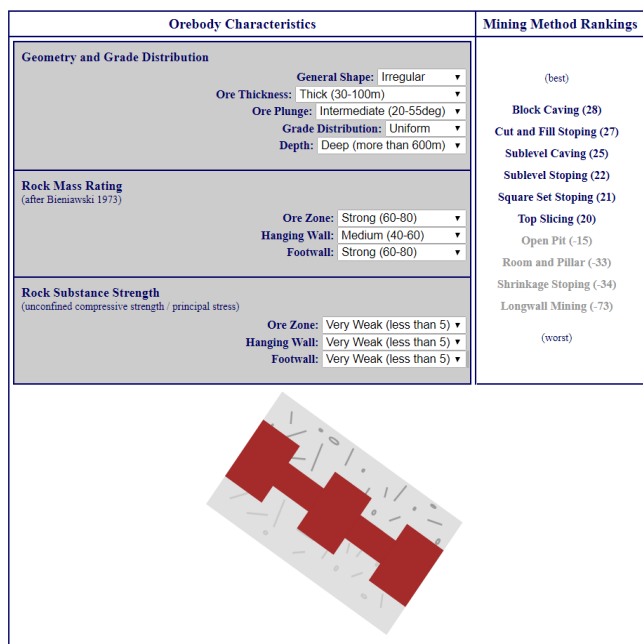 Orebody Characteristics
Mining Method Rankings
Geometry and Grade Distribution
General Shape: Irregular
Ore Thickness: Thick (30-100m)
Ore Plunge: Intermediate (20-55deg)
Grade Distribution: Uniform
Depth: Deep (more than 600m)
Rock Mass Rating
(after Bieniawski 1973)
Ore Zone: Strong (60-80)
Hanging Wall: Medium (40-60)
Footwall: Strong (60-80)
Rock Substance Strength
(unconfined compressive strength / principal stress)
Ore Zone: Very Weak (less than 5)
Hanging Wall: Very Weak (less than 5)
Footwall: Very Weak (less than 5)
(best)
Block Caving (28)
Cut and Fill Stoping (27)
Sublevel Caving (25)
Sublevel Stoping (22)
Square Set Stoping (21)
Top Slicing (20)
Open Pit (-15)
Room and Pillar (-33)
Shrinkage Stoping (-34)
Longwall Mining (-73)
(worst)